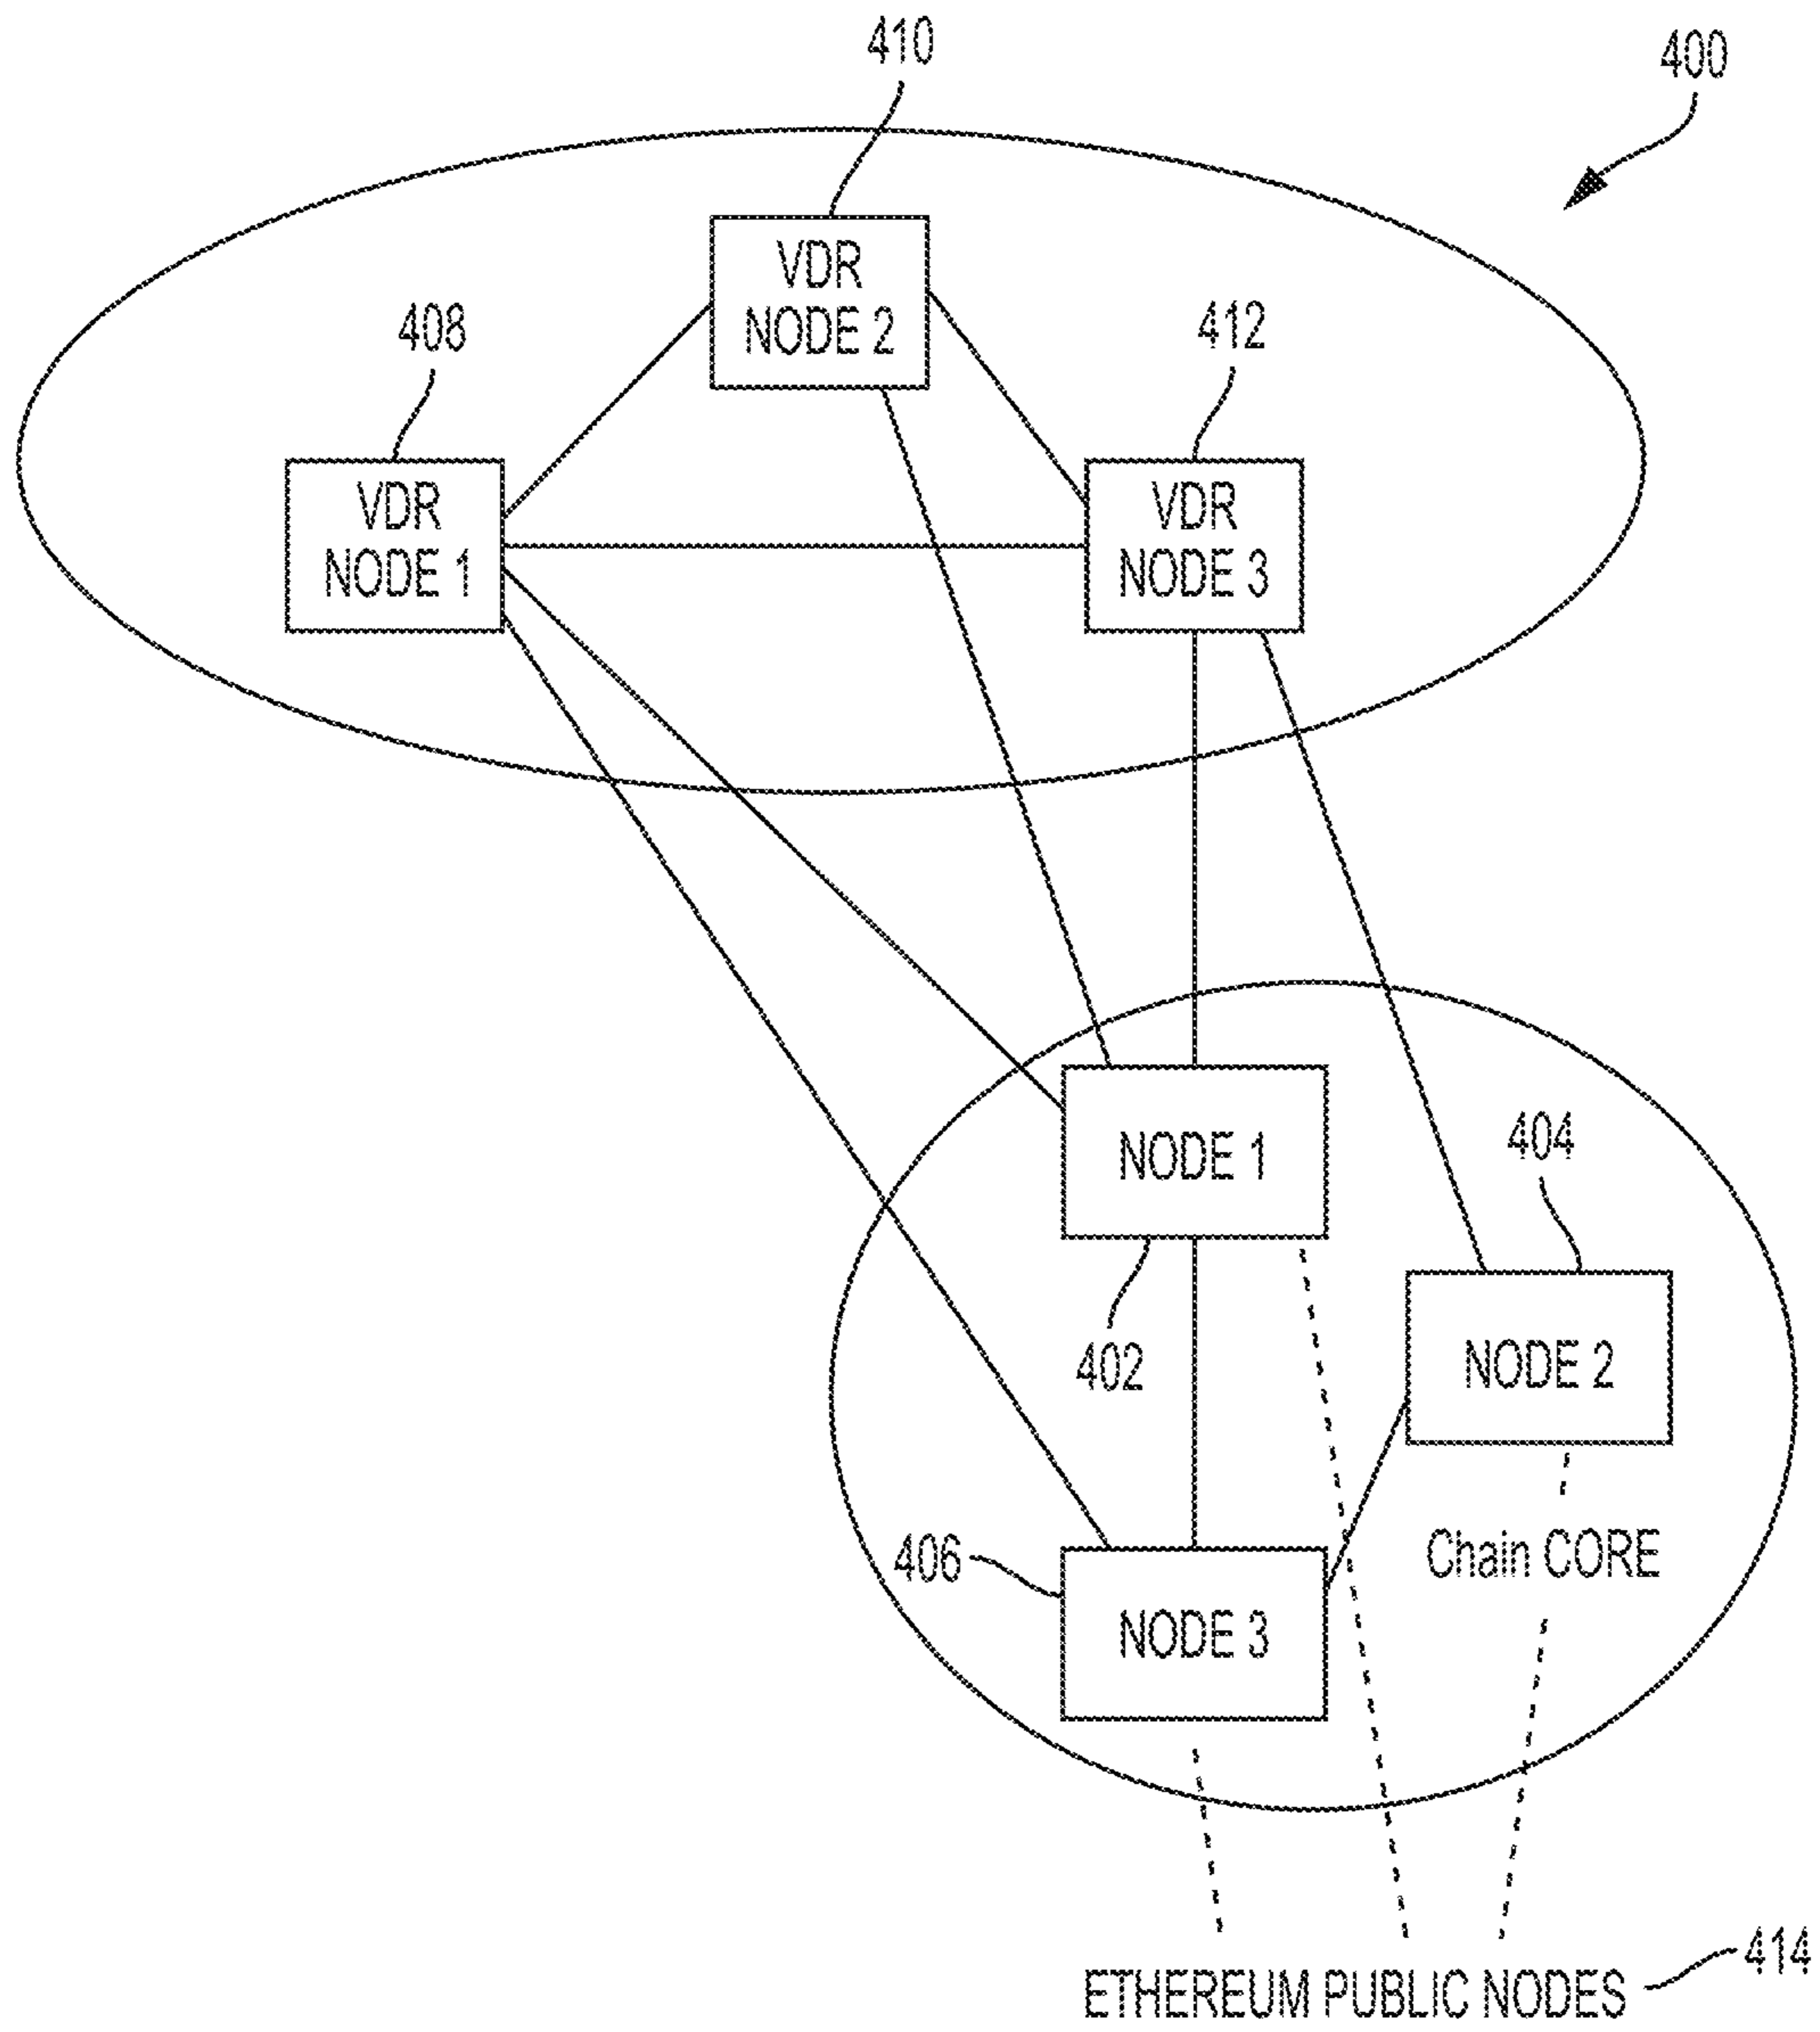 410
400
VDR
NODE 2
408
412
VDR
NODE 1
VDR
NODE 3
NODE 1
404
402
NODE 2
406
Chain CORE
NODE 3
414
ETHEREUM PUBLIC NODES